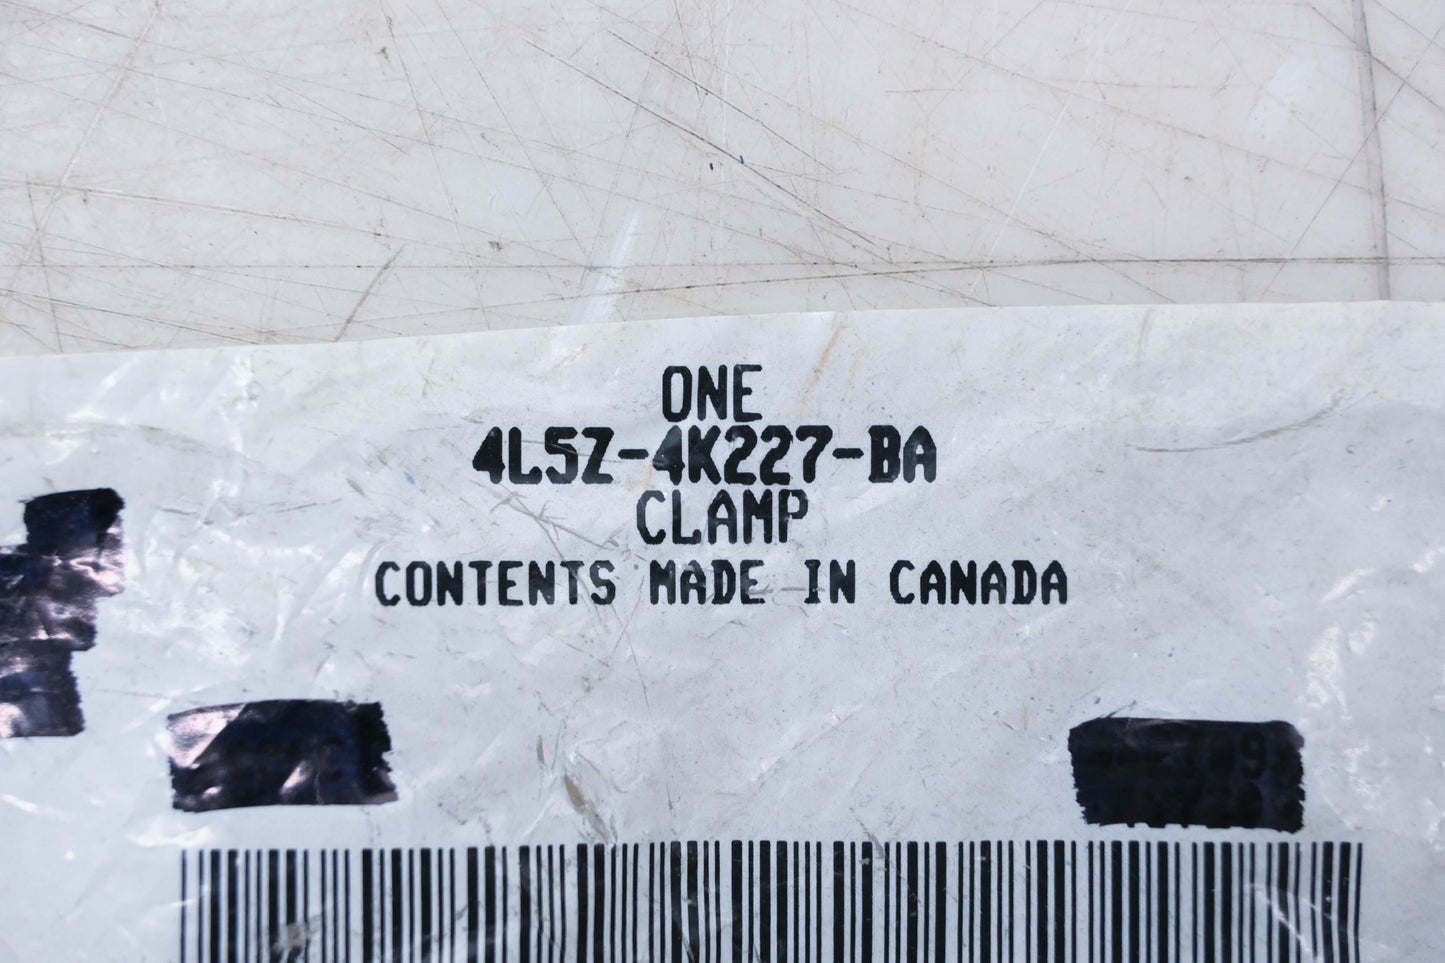 ONE
4L5Z-4K227-BA
CLAMP
CONTENTS MADE IN CANADA